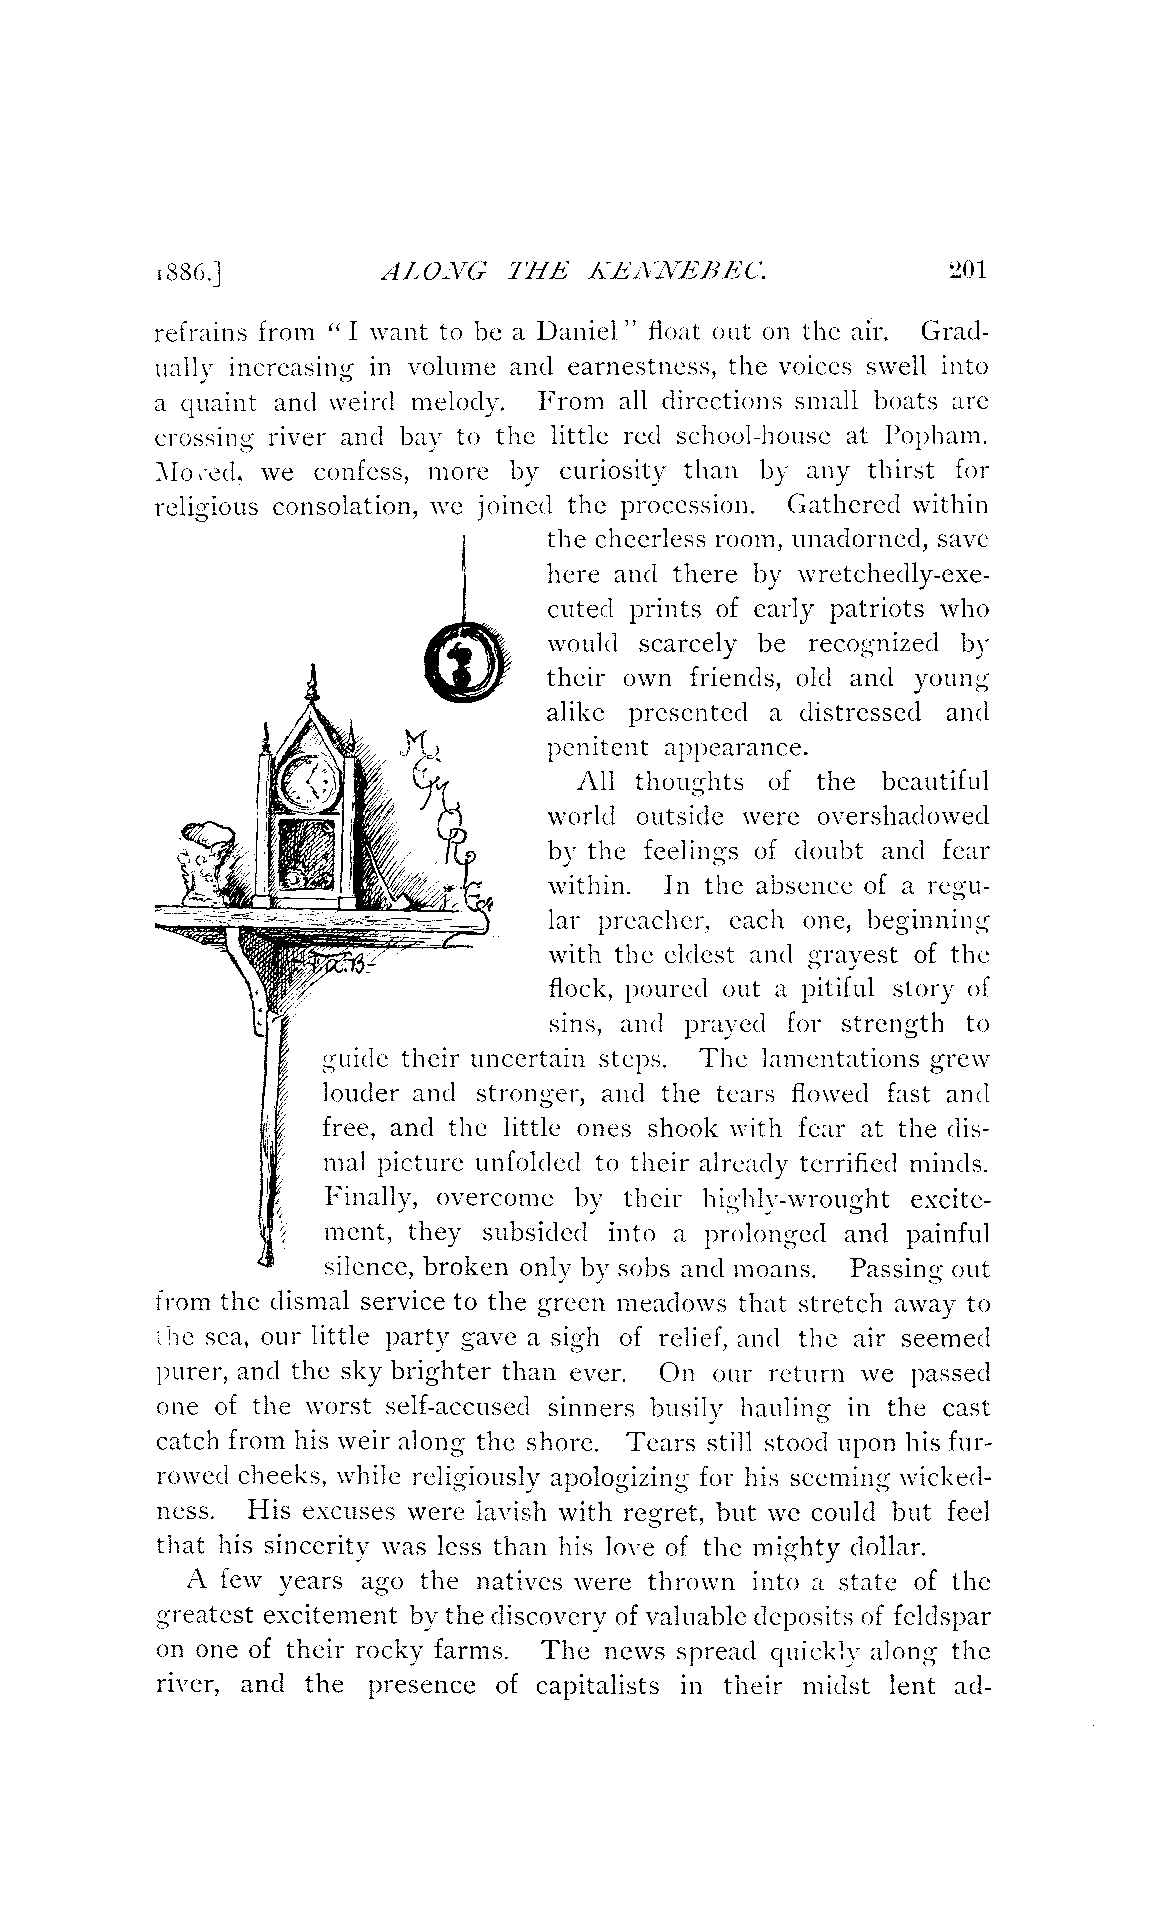 1886.] ALONG THE KENNEBEC. 201
refrains from “I want to be a Daniel” float out on the air. Grad-
ually increasing in volume and earnestness, the voices swell into
a quaint and weird melody. From all directions small boats are
crossing river and bay to the little red school-house at Popham.
Moved, we confess, more by curiosity than by any thirst for
religious consolation, we joined the procession. Gathered within
the cheerless room, unadorned, save
here and there by wretchedly-exe-
cuted prints of early patriots who
would scarcely be recognized by
their own friends, old and young
alike presented a distressed and
penitent appearance.
All thoughts of the beautiful
world outside were overshadowed
by the feelings of doubt and fear
within. In the absence of a regu-
lar preacher, each one, beginning
with the eldest and grayest of the
flock, poured out a pitiful story of
sins, and prayed for strength to
guide their uncertain steps. The lamentations grew
louder and stronger, and the tears flowed fast and
free, and the little ones shook with fear at the dis-
mal picture unfolded to their already terrified minds.
Finally, overcome by their highly-wrought excite-
ment, they subsided into a prolonged and painful
silence, broken only by sobs and moans. Passing out
from the dismal service to the green meadows that stretch away to
the sea, our little party gave a sigh of relief, and the air seemed
purer, and the sky brighter than ever. On our return we passed
one of the worst self-accused sinners busily hauling in the cast
catch from his weir along the shore. Tears still stood upon his fur-
rowed cheeks, while religiously apologizing for his seeming wicked-
ness. His excuses were lavish with regret, but we could but feel
that his sincerity was less than his love of the mighty dollar.
A few years ago the natives were thrown into a state of the
greatest excitement by the discovery of valuable deposits of feldspar
on one of their rocky farms. The news spread quickly along the
river, and the presence of capitalists in their midst lent ad-